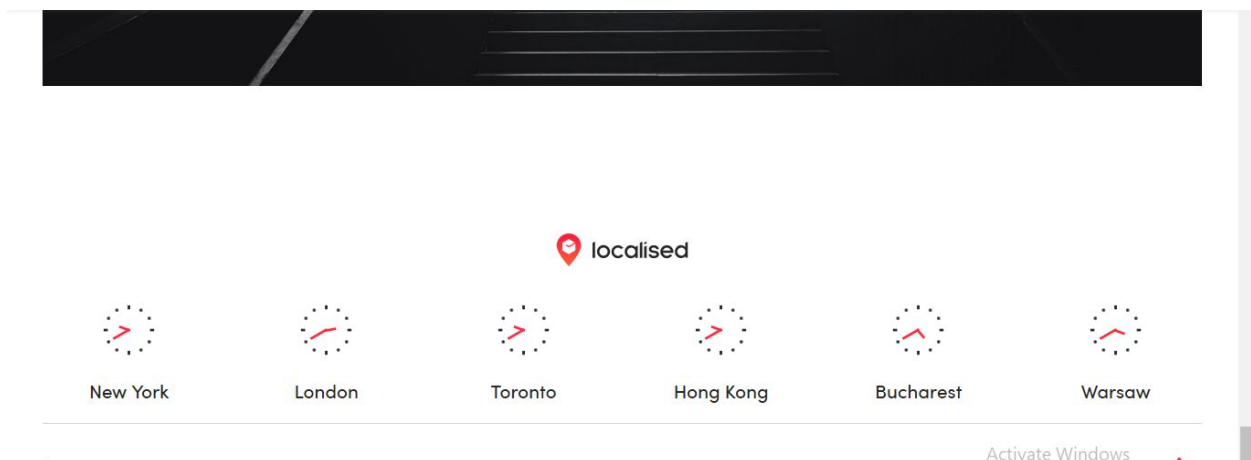 localised
New York London Toronto Hong Kong Bucharest Warsaw
Activate Windows